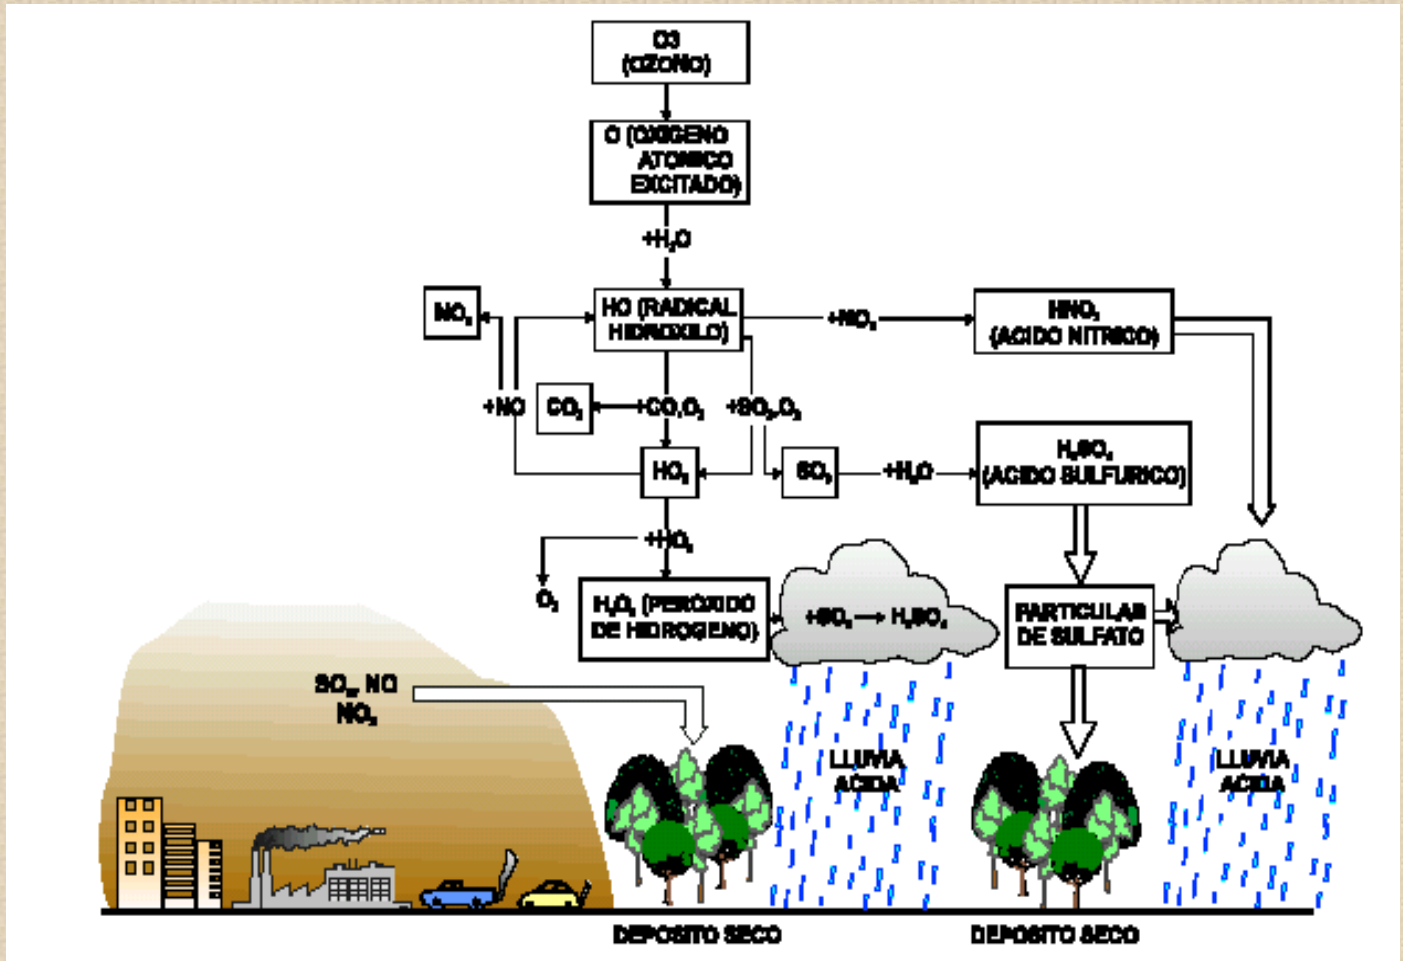 O3
(OZONO)
O (OXIGENO
ATOMICO
EXCITADO)
+H₂O
NO₂
HO (RADICAL
HIDROXILO)
+NO₂
HNO₃
(ACIDO NITRICO)
+NO
CO₂
+CO,O₂
+SO₂,O₂
HO₂
SO₃
+H₂O
H₂SO₄
(ACIDO SULFURICO)
+HO₂
O₂
H₂O₂ (PEROXIDO
DE HIDROGENO)
+SO₂ → H₂SO₄
PARTICULAS
DE SULFATO
SO₂, NO
NO₂
LLUVIA
ACIDA
LLUVIA
ACIDA
DEPOSITO SECO
DEPOSITO SECO